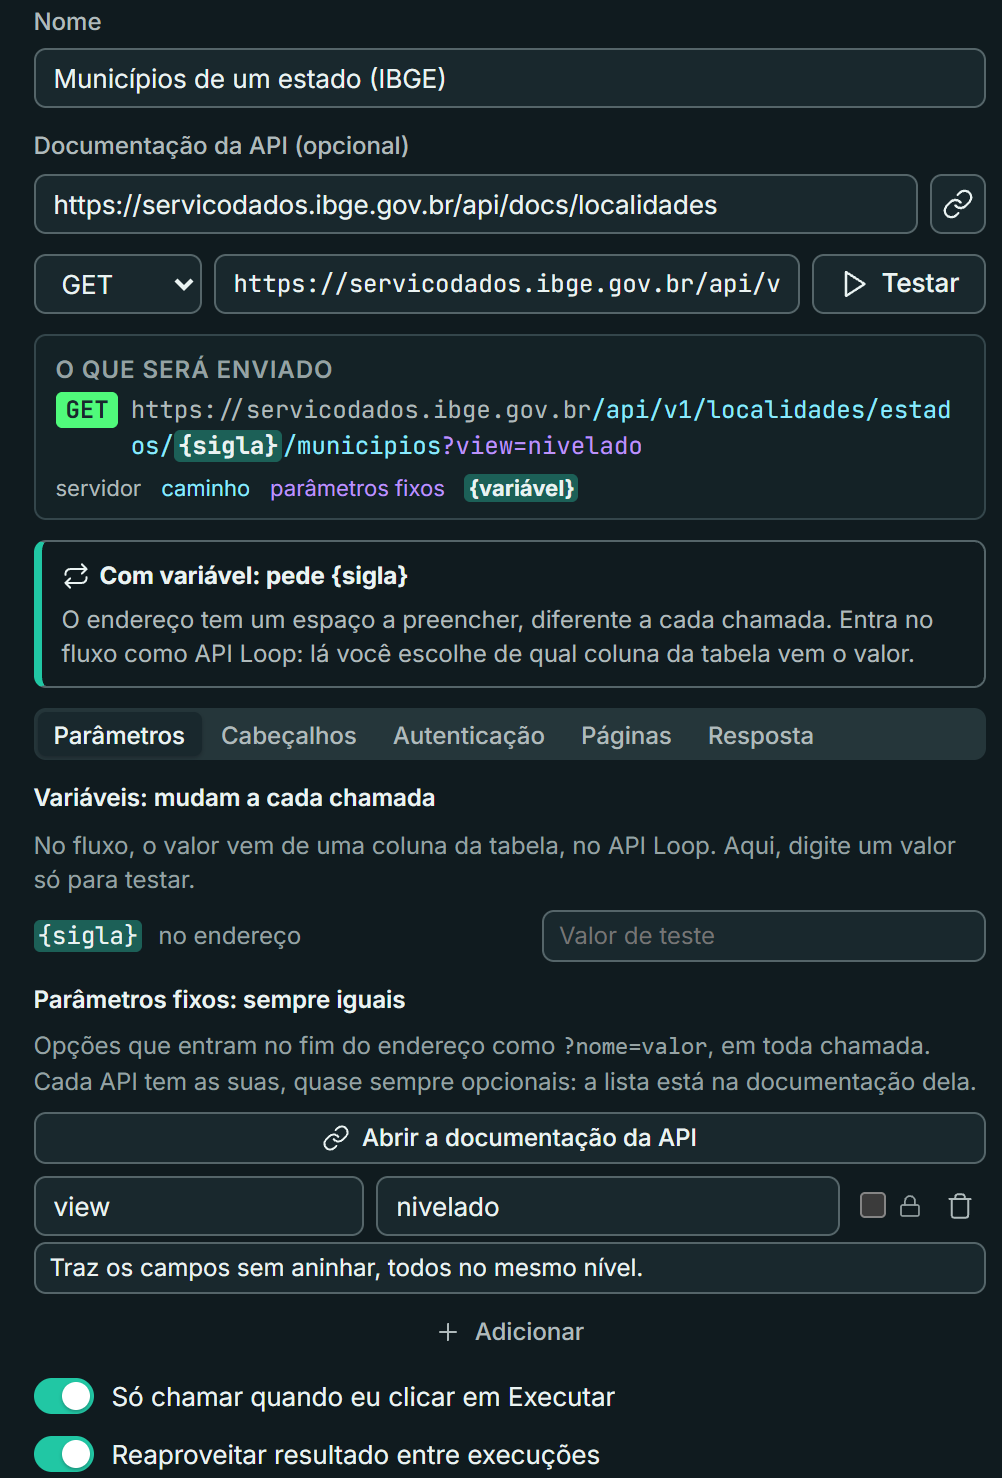 Nome
Municípios de um estado (IBGE)
Documentação da API (opcional)
https://servicodados.ibge.gov.br/api/docs/localidades
GET
https://servicodados.ibge.gov.br/api/v
Testar
O QUE SERÁ ENVIADO
GET https://servicodados.ibge.gov.br/api/v1/localidades/estad
os/{sigla}/municipios?view=nivelado
servidor caminho parâmetros fixos {variável}
Com variável: pede {sigla}
O endereço tem um espaço a preencher, diferente a cada chamada. Entra no
fluxo como API Loop: lá você escolhe de qual coluna da tabela vem o valor.
Parâmetros Cabeçalhos Autenticação Páginas Resposta
Variáveis: mudam a cada chamada
No fluxo, o valor vem de uma coluna da tabela, no API Loop. Aqui, digite um valor
só para testar.
{sigla} no endereço
Valor de teste
Parâmetros fixos: sempre iguais
Opções que entram no fim do endereço como ?nome=valor, em toda chamada.
Cada API tem as suas, quase sempre opcionais: a lista está na documentação dela.
Abrir a documentação da API
view
nivelado
Traz os campos sem aninhar, todos no mesmo nível.
+ Adicionar
Só chamar quando eu clicar em Executar
Reaproveitar resultado entre execuções